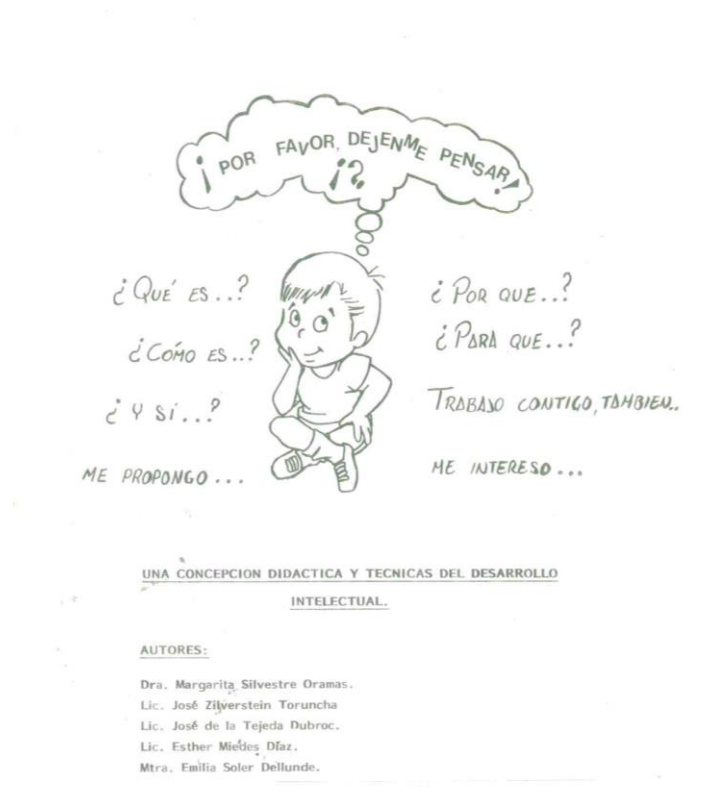 ¡ POR FAVOR, DEJENME PENSAR!
¡?
¿QUÉ ES..?
¿CÓMO ES..?
¿Y SÍ...?
ME PROPONGO...
¿POR QUE..?
¿PARA QUE..?
TRABAJO CONTIGO, TAMBIEN..
ME INTERESO...
UNA CONCEPCION DIDACTICA Y TECNICAS DEL DESARROLLO
INTELECTUAL.
AUTORES:
Dra. Margarita Silvestre Oramas.
Lic. José Zilverstein Toruncha
Lic. José de la Tejeda Dubroc.
Lic. Esther Miedes Díaz.
Mtra. Emilia Soler Dellunde.